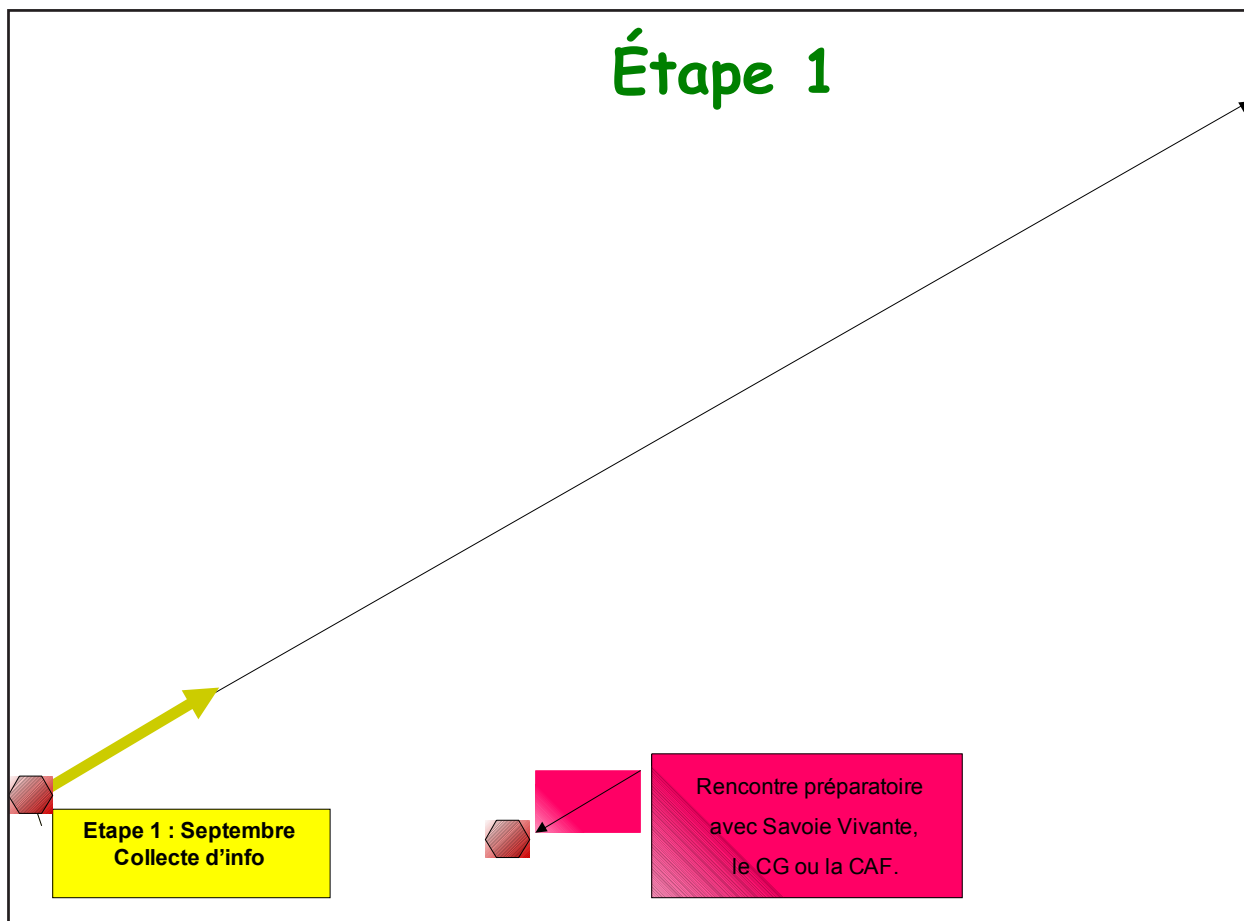 Étape 1
Etape 1 : Septembre
Collecte d’info
Rencontre préparatoire
avec Savoie Vivante,
le CG ou la CAF.